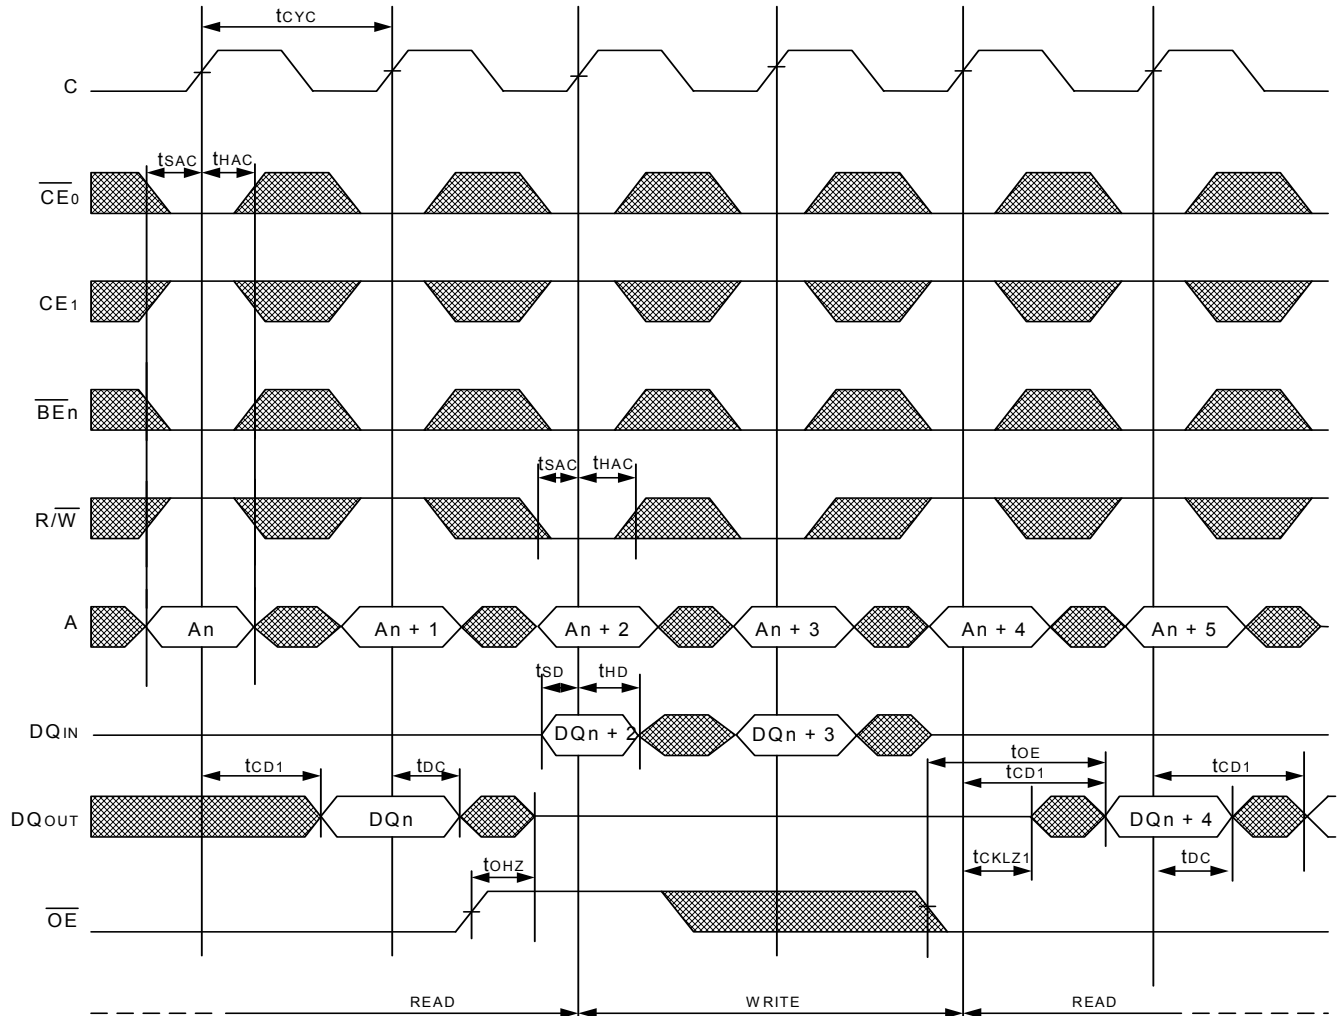 tCYC
C
tSAC tHAC
CE0
CE1
BEn
tSAC tHAC
R/W
A An An + 1 An + 2 An + 3 An + 4 An + 5
tSD tHD
DQIN DQn + 2 DQn + 3
tOE
tCD1 tDC tCD1 tCD1
DQOUT DQn DQn + 4
tOHZ tCKLZ1 tDC
OE
READ WRITE READ